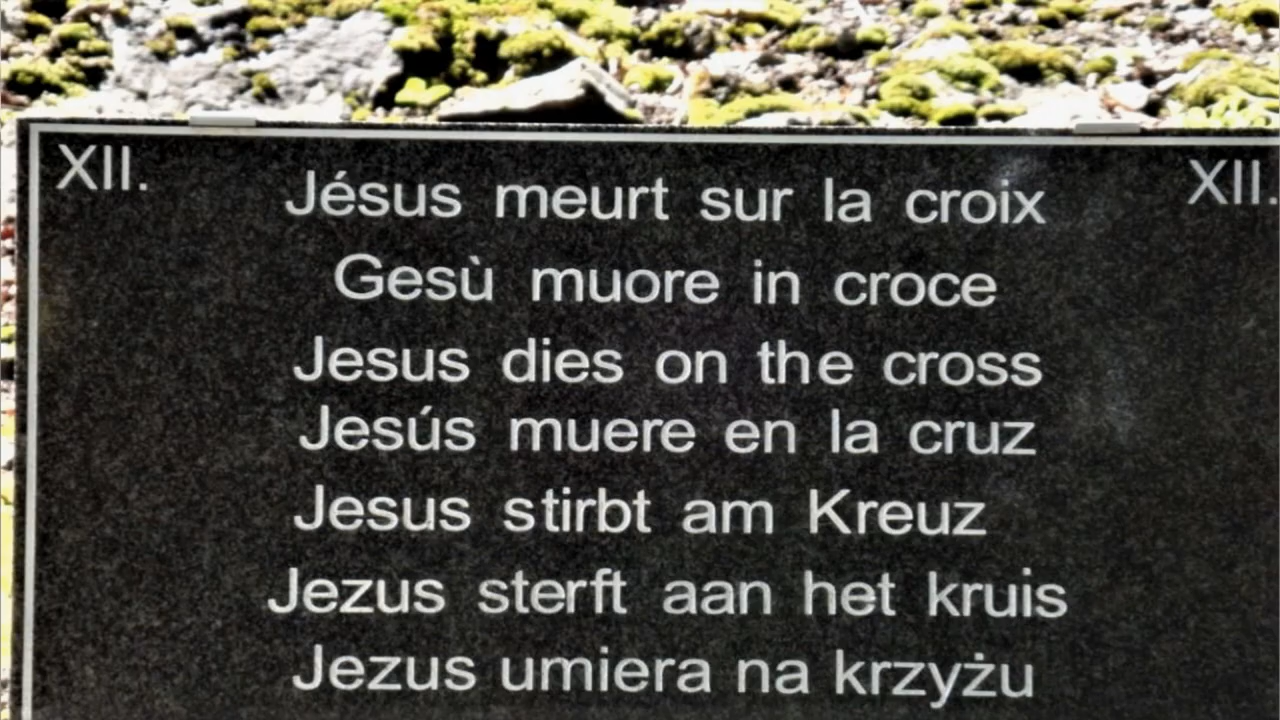 XII. XII.
Jésus meurt sur la croix
Gesù muore in croce
Jesus dies on the cross
Jesús muere en la cruz
Jesus stirbt am Kreuz
Jezus sterft aan het kruis
Jezus umiera na krzyżu